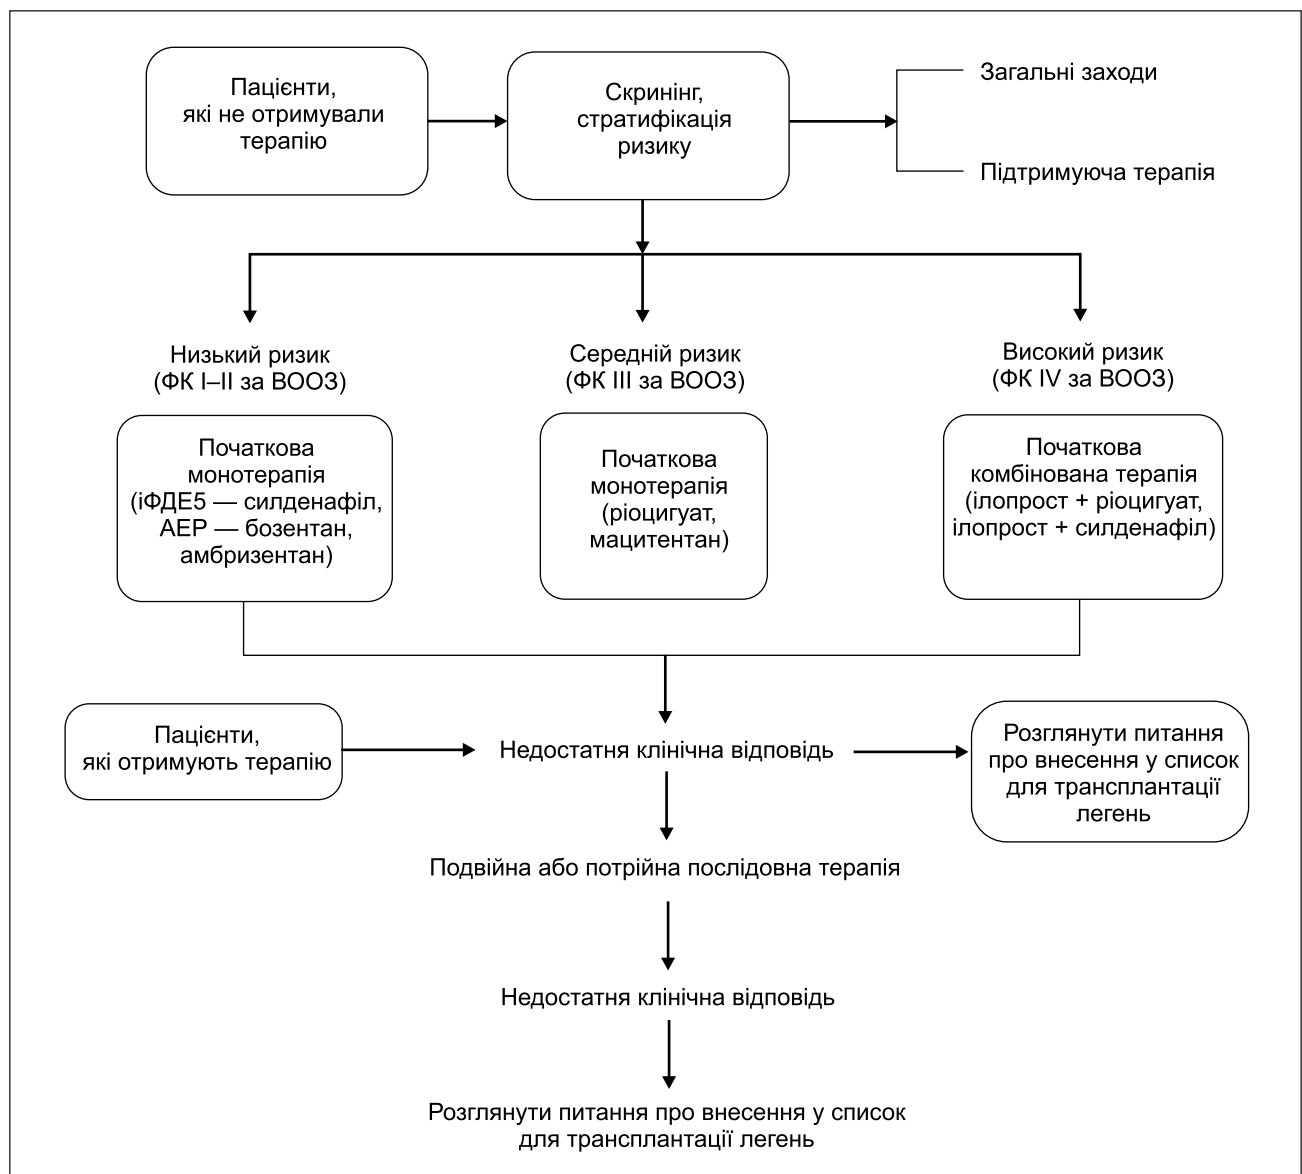 Пацієнти,
які не отримували
терапію
Скринінг,
стратифікація
ризику
Загальні заходи
Підтримуюча терапія
Низький ризик
(ФК I–II за ВООЗ)
Середній ризик
(ФК III за ВООЗ)
Високий ризик
(ФК IV за ВООЗ)
Початкова
монотерапія
(іФДЕ5 — силденафіл,
АЕР — бозентан,
амбризентан)
Початкова
монотерапія
(ріоцигуат,
мацитентан)
Початкова
комбінована терапія
(ілопрост + ріоцигуат,
ілопрост + силденафіл)
Пацієнти,
які отримують терапію
Недостатня клінічна відповідь
Розглянути питання
про внесення у список
для трансплантації
легень
Подвійна або потрійна послідовна терапія
Недостатня клінічна відповідь
Розглянути питання про внесення у список
для трансплантації легень